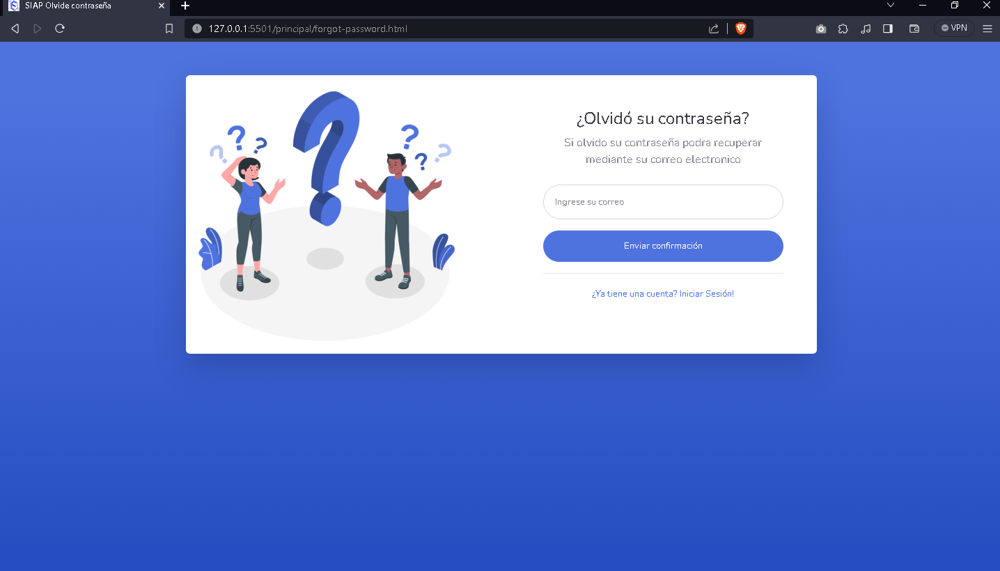 SIAP Olvide contraseña
127.0.0.1:5501/principal/forgot-password.html
VPN
¿Olvidó su contraseña?
Si olvido su contraseña podra recuperar
mediante su correo electronico
Ingrese su correo
Enviar confirmación
¿Ya tiene una cuenta? Iniciar Sesión!